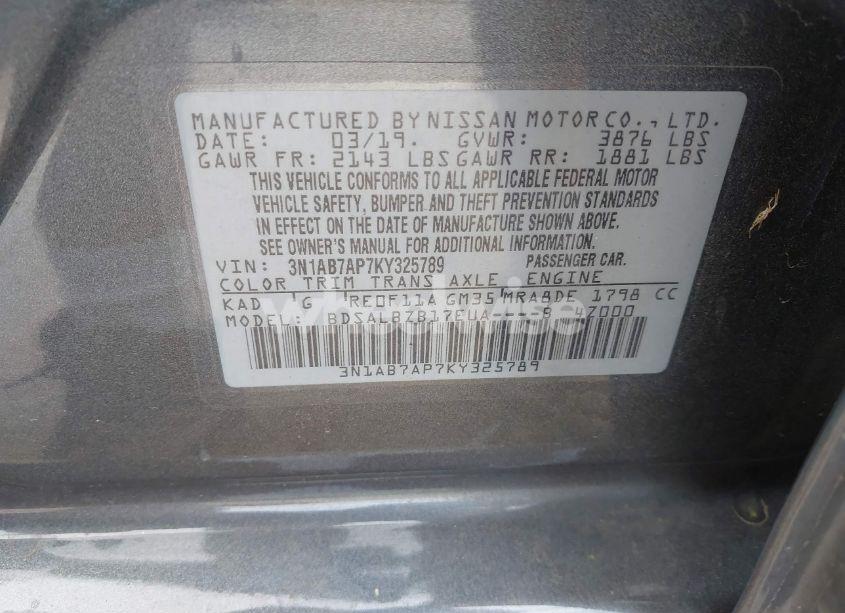 MANUFACTURED BY NISSAN MOTOR CO., LTD.
DATE: 03/19. GVWR: 3876 LBS
GAWR FR: 2143 LBS GAWR RR: 1881 LBS
THIS VEHICLE CONFORMS TO ALL APPLICABLE FEDERAL MOTOR
VEHICLE SAFETY, BUMPER AND THEFT PREVENTION STANDARDS
IN EFFECT ON THE DATE OF MANUFACTURE SHOWN ABOVE.
SEE OWNER'S MANUAL FOR ADDITIONAL INFORMATION.
VIN: 3N1AB7AP7KY325789 PASSENGER CAR.
COLOR TRIM TRANS AXLE ENGINE
KAD G RE0F11A GM35 MRA8DE 1798 CC
MODEL: BDSALBZB17EUA
3N1AB7AP7KY325789